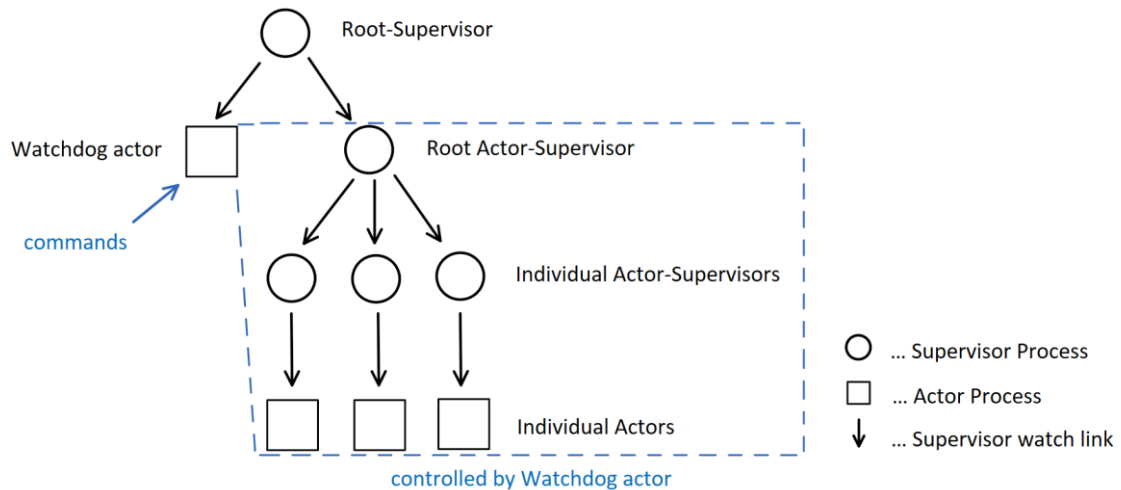 Root-Supervisor
Watchdog actor
Root Actor-Supervisor
commands
Individual Actor-Supervisors
... Supervisor Process
... Actor Process
Individual Actors
... Supervisor watch link
controlled by Watchdog actor